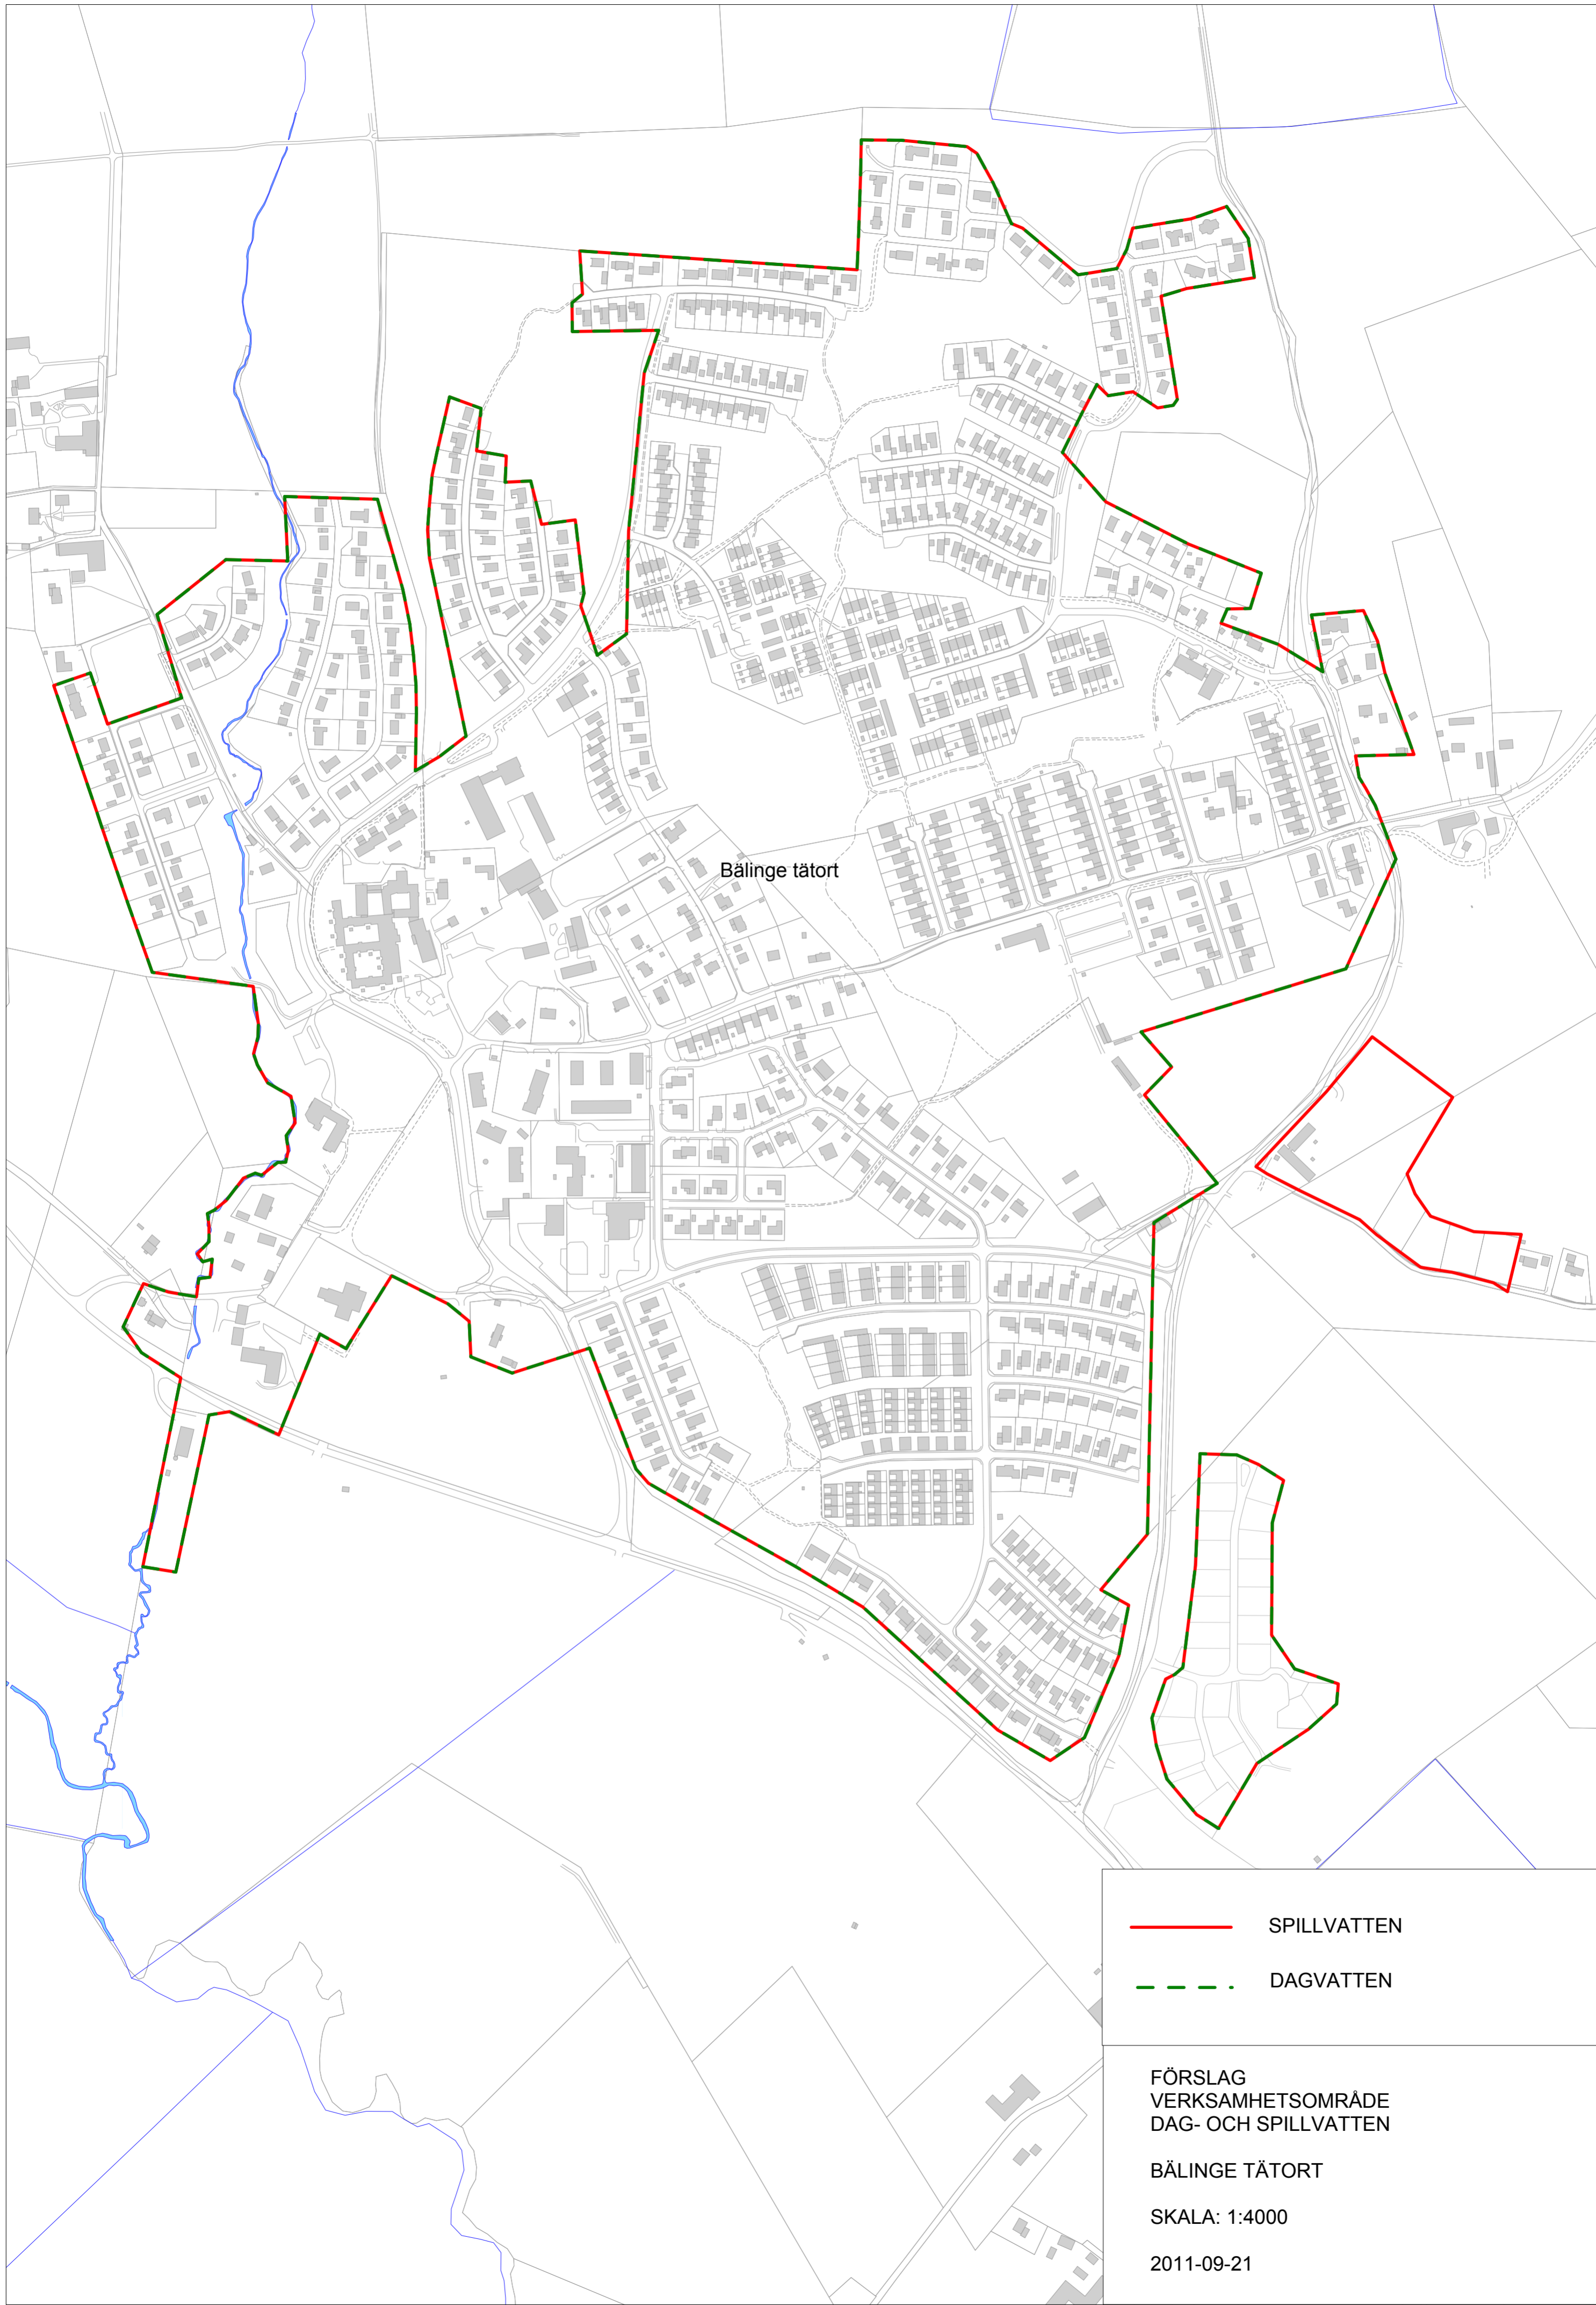 Bälinge tätort
SPILLVATTEN
DAGVATTEN
FÖRSLAG
VERKSAMHETSOMRÅDE
DAG- OCH SPILLVATTEN
BÄLINGE TÄTORT
SKALA: 1:4000
2011-09-21